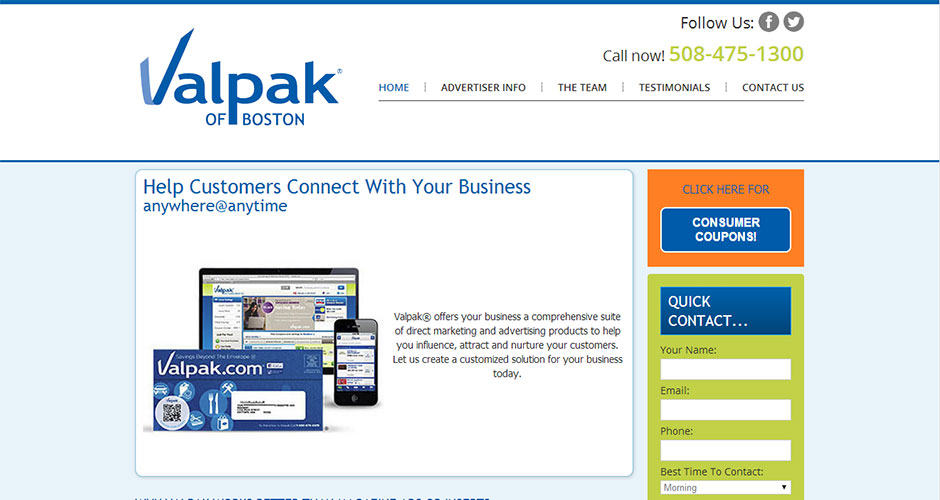 Follow Us:
Call now! 508-475-1300
Valpak®
OF BOSTON
HOME
ADVERTISER INFO
THE TEAM
TESTIMONIALS
CONTACT US
Help Customers Connect With Your Business
anywhere@anytime
Savings Beyond The Envelope®
Valpak.com®
Valpak® offers your business a comprehensive suite
of direct marketing and advertising products to help
you influence, attract and nurture your customers.
Let us create a customized solution for your business
today.
CLICK HERE FOR
CONSUMER
COUPONS!
QUICK
CONTACT...
Your Name:
Email:
Phone:
Best Time To Contact:
Morning